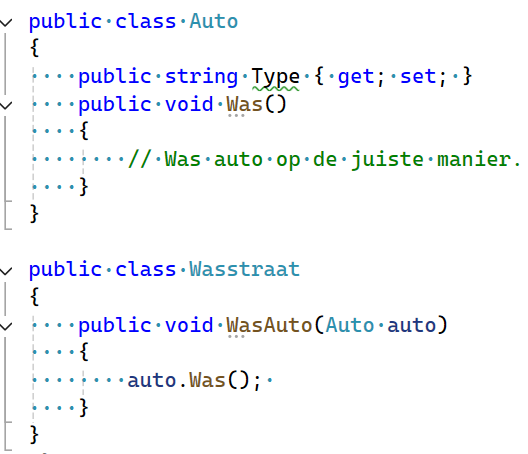 public class Auto
{
    public string Type { get; set; }
    public void Was()
    {
        // Was auto op de juiste manier.
    }
}

public class Wasstraat
{
    public void WasAuto(Auto auto)
    {
        auto.Was();
    }
}